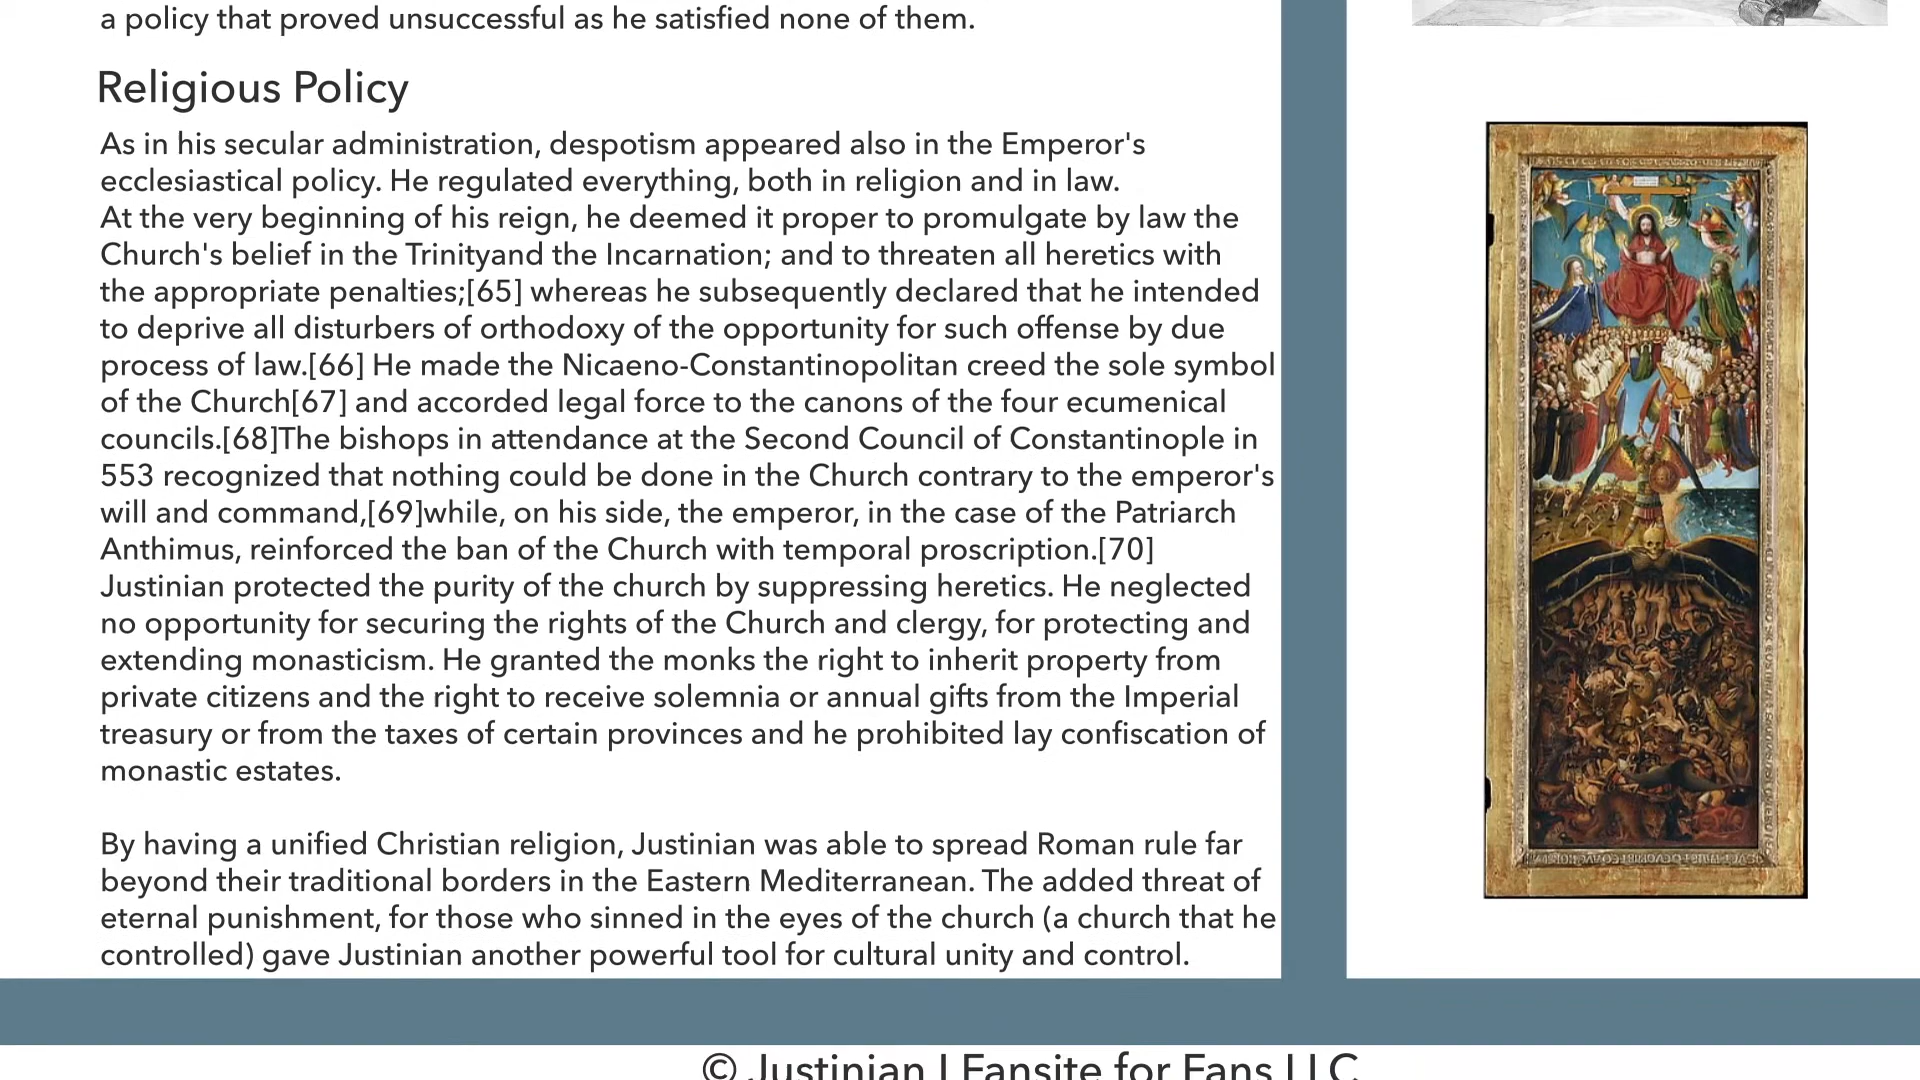 a policy that proved unsuccessful as he satisfied none of them.
Religious Policy
As in his secular administration, despotism appeared also in the Emperor's
ecclesiastical policy. He regulated everything, both in religion and in law.
At the very beginning of his reign, he deemed it proper to promulgate by law the
Church's belief in the Trinityand the Incarnation; and to threaten all heretics with
the appropriate penalties;[65] whereas he subsequently declared that he intended
to deprive all disturbers of orthodoxy of the opportunity for such offense by due
process of law.[66] He made the Nicaeno-Constantinopolitan creed the sole symbol
of the Church[67] and accorded legal force to the canons of the four ecumenical
councils.[68]The bishops in attendance at the Second Council of Constantinople in
553 recognized that nothing could be done in the Church contrary to the emperor's
will and command,[69]while, on his side, the emperor, in the case of the Patriarch
Anthimus, reinforced the ban of the Church with temporal proscription.[70]
Justinian protected the purity of the church by suppressing heretics. He neglected
no opportunity for securing the rights of the Church and clergy, for protecting and
extending monasticism. He granted the monks the right to inherit property from
private citizens and the right to receive solemnia or annual gifts from the Imperial
treasury or from the taxes of certain provinces and he prohibited lay confiscation of
monastic estates.
By having a unified Christian religion, Justinian was able to spread Roman rule far
beyond their traditional borders in the Eastern Mediterranean. The added threat of
eternal punishment, for those who sinned in the eyes of the church (a church that he
controlled) gave Justinian another powerful tool for cultural unity and control.
© Justinian I Fansite for Fans LLC